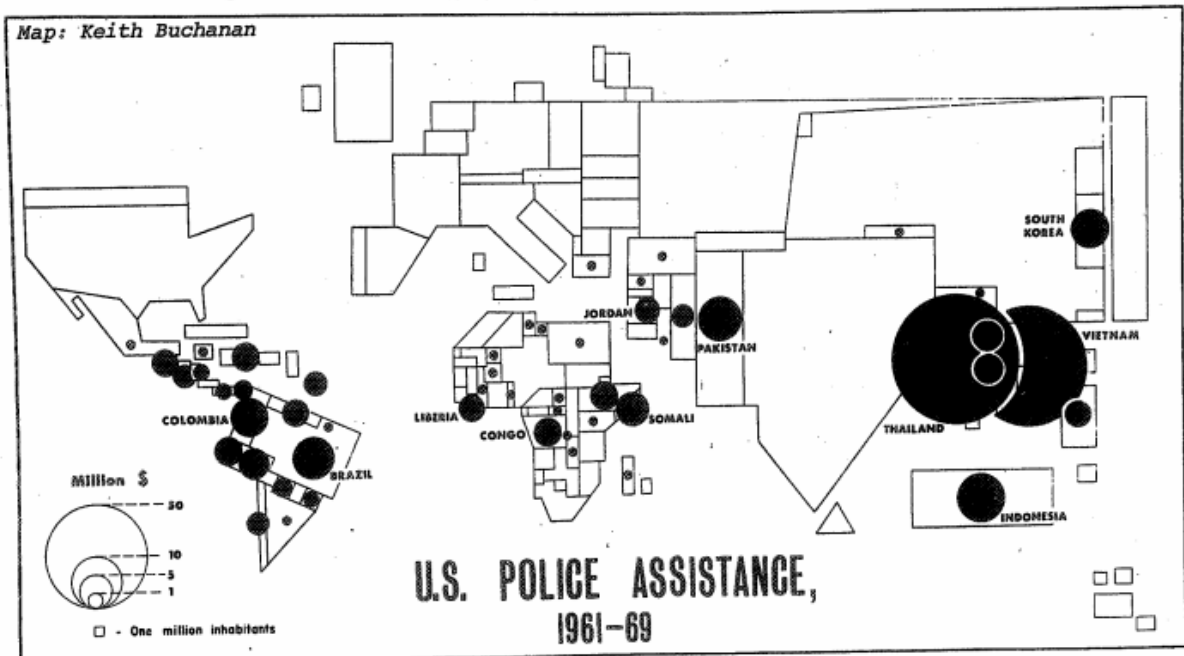 Map: Keith Buchanan
SOUTH
KOREA
JORDAN
PAKISTAN
VIETNAM
COLOMBIA
LIBERIA
SOMALI
THAILAND
CONGO
BRAZIL
Million $
50
INDONESIA
10
5
1
U.S. POLICE ASSISTANCE,
1961-69
□ - One million inhabitants